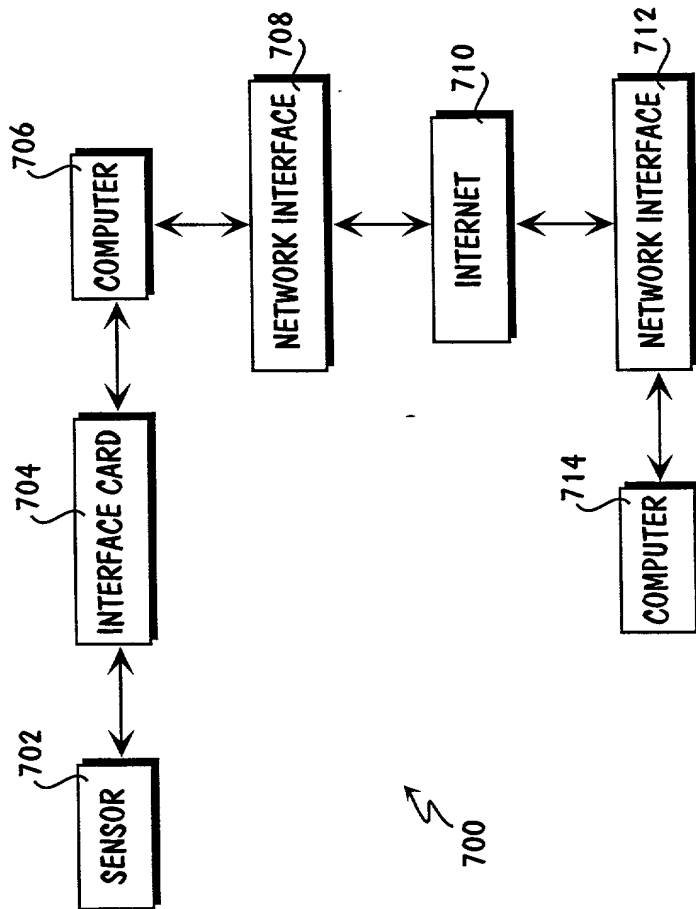 702
SENSOR
704
INTERFACE CARD
706
COMPUTER
708
NETWORK INTERFACE
710
INTERNET
712
NETWORK INTERFACE
714
COMPUTER
700